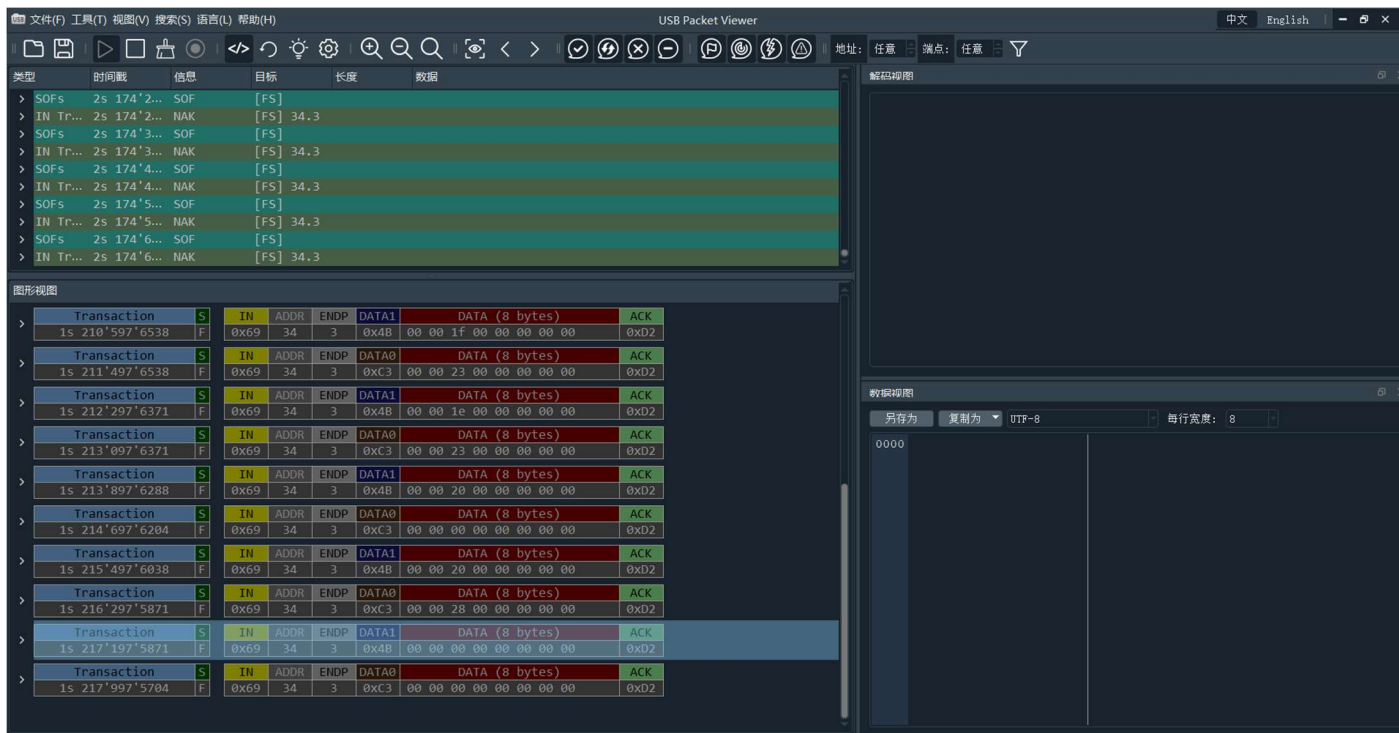 USB 文件(F) 工具(T) 视图(V) 搜索(S) 语言(L) 帮助(H) USB Packet Viewer 中文 English
地址: 任意 端点: 任意
类型 时间戳 信息 目标 长度 数据
SOFs 2s 174'2... SOF [FS]
IN Tr... 2s 174'2... NAK [FS] 34.3
SOFs 2s 174'3... SOF [FS]
IN Tr... 2s 174'3... NAK [FS] 34.3
SOFs 2s 174'4... SOF [FS]
IN Tr... 2s 174'4... NAK [FS] 34.3
SOFs 2s 174'5... SOF [FS]
IN Tr... 2s 174'5... NAK [FS] 34.3
SOFs 2s 174'6... SOF [FS]
IN Tr... 2s 174'6... NAK [FS] 34.3
图形视图
Transaction S IN ADDR ENDP DATA1 DATA (8 bytes) ACK
1s 210'597'6538 F 0x69 34 3 0x4B 00 00 1f 00 00 00 00 00 0xD2
Transaction S IN ADDR ENDP DATA0 DATA (8 bytes) ACK
1s 211'497'6538 F 0x69 34 3 0xC3 00 00 23 00 00 00 00 00 0xD2
Transaction S IN ADDR ENDP DATA1 DATA (8 bytes) ACK
1s 212'297'6371 F 0x69 34 3 0x4B 00 00 1e 00 00 00 00 00 0xD2
Transaction S IN ADDR ENDP DATA0 DATA (8 bytes) ACK
1s 213'097'6371 F 0x69 34 3 0xC3 00 00 23 00 00 00 00 00 0xD2
Transaction S IN ADDR ENDP DATA1 DATA (8 bytes) ACK
1s 213'897'6288 F 0x69 34 3 0x4B 00 00 20 00 00 00 00 00 0xD2
Transaction S IN ADDR ENDP DATA0 DATA (8 bytes) ACK
1s 214'697'6204 F 0x69 34 3 0xC3 00 00 00 00 00 00 00 00 0xD2
Transaction S IN ADDR ENDP DATA1 DATA (8 bytes) ACK
1s 215'497'6038 F 0x69 34 3 0x4B 00 00 20 00 00 00 00 00 0xD2
Transaction S IN ADDR ENDP DATA0 DATA (8 bytes) ACK
1s 216'297'5871 F 0x69 34 3 0xC3 00 00 28 00 00 00 00 00 0xD2
Transaction S IN ADDR ENDP DATA1 DATA (8 bytes) ACK
1s 217'197'5871 F 0x69 34 3 0x4B 00 00 00 00 00 00 00 00 0xD2
Transaction S IN ADDR ENDP DATA0 DATA (8 bytes) ACK
1s 217'997'5704 F 0x69 34 3 0xC3 00 00 00 00 00 00 00 00 0xD2
解码视图
数据视图
另存为 复制为 UTF-8 每行宽度: 8
0000